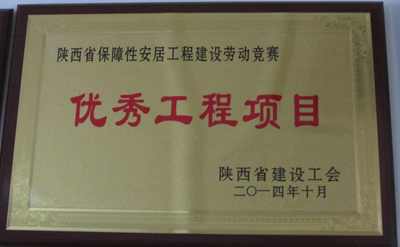 陕西省保障性安居工程建设劳动竞赛
优秀工程项目
陕西省建设工会
二〇一四年十月